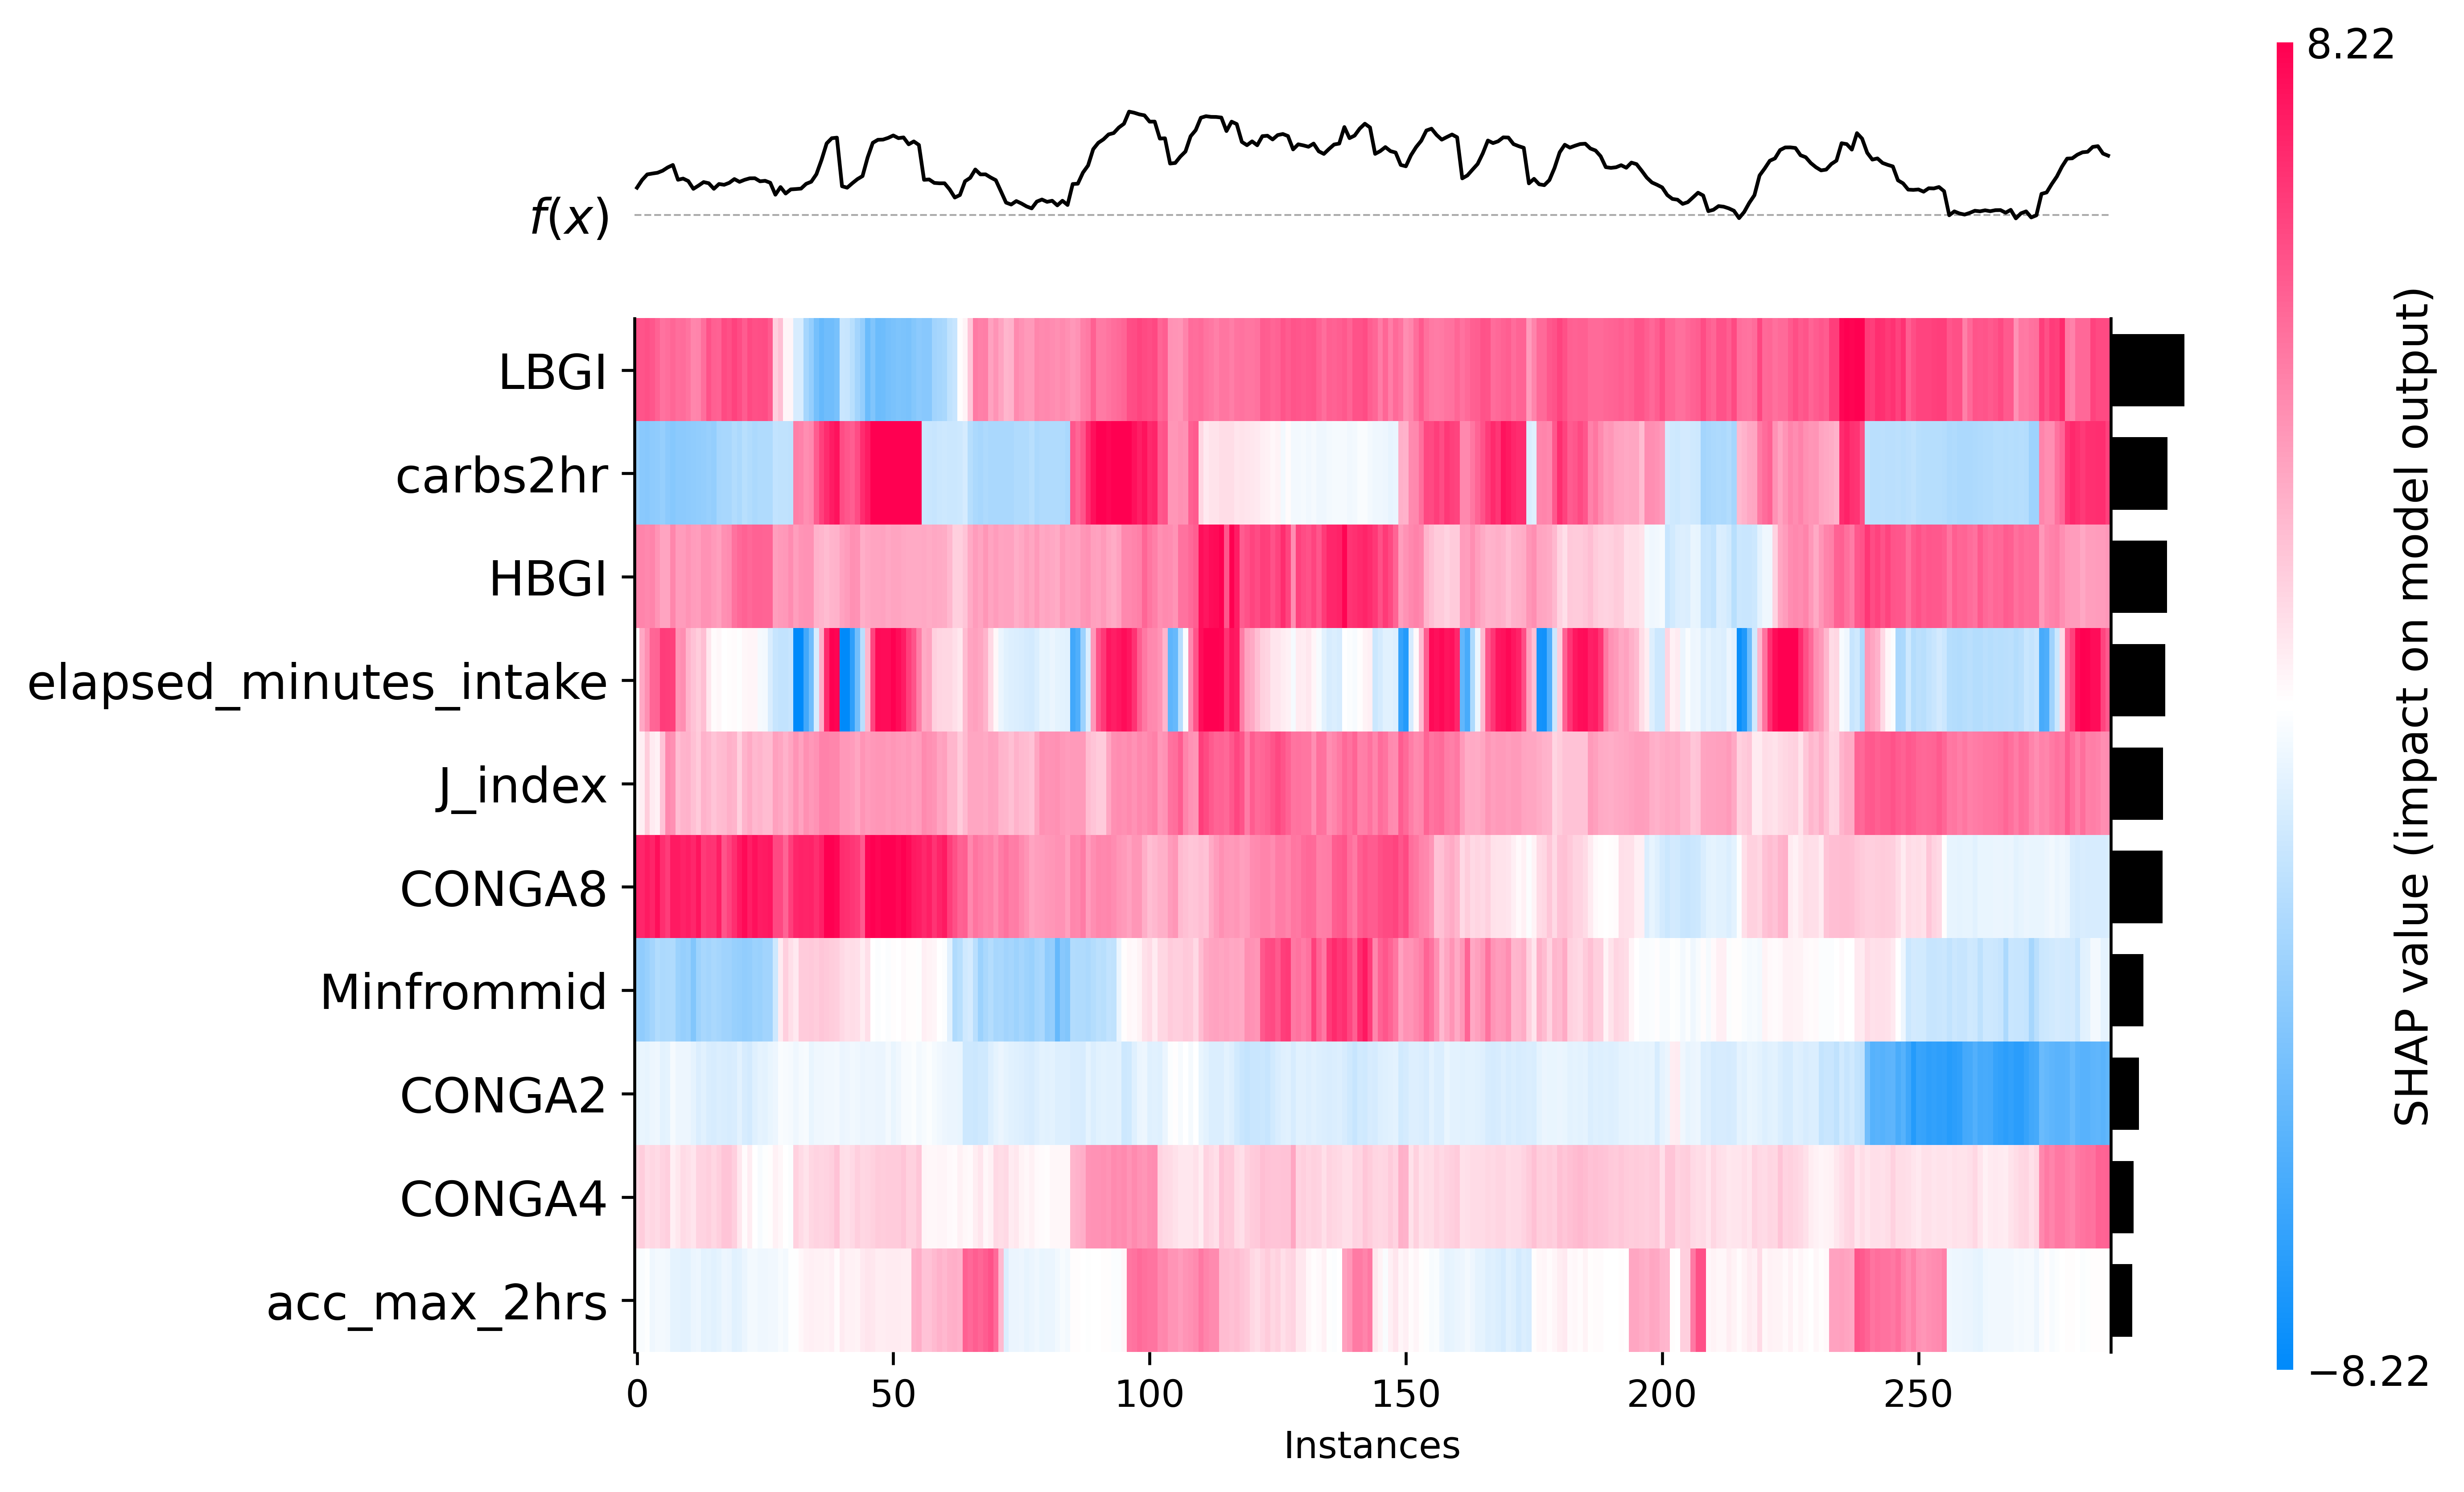 8.22
f(x)
LBGI
carbs2hr
HBGI
elapsed_minutes_intake
J_index
CONGA8
Minfrommid
CONGA2
CONGA4
acc_max_2hrs
0 50 100 150 200 250
Instances
SHAP value (impact on model output)
−8.22